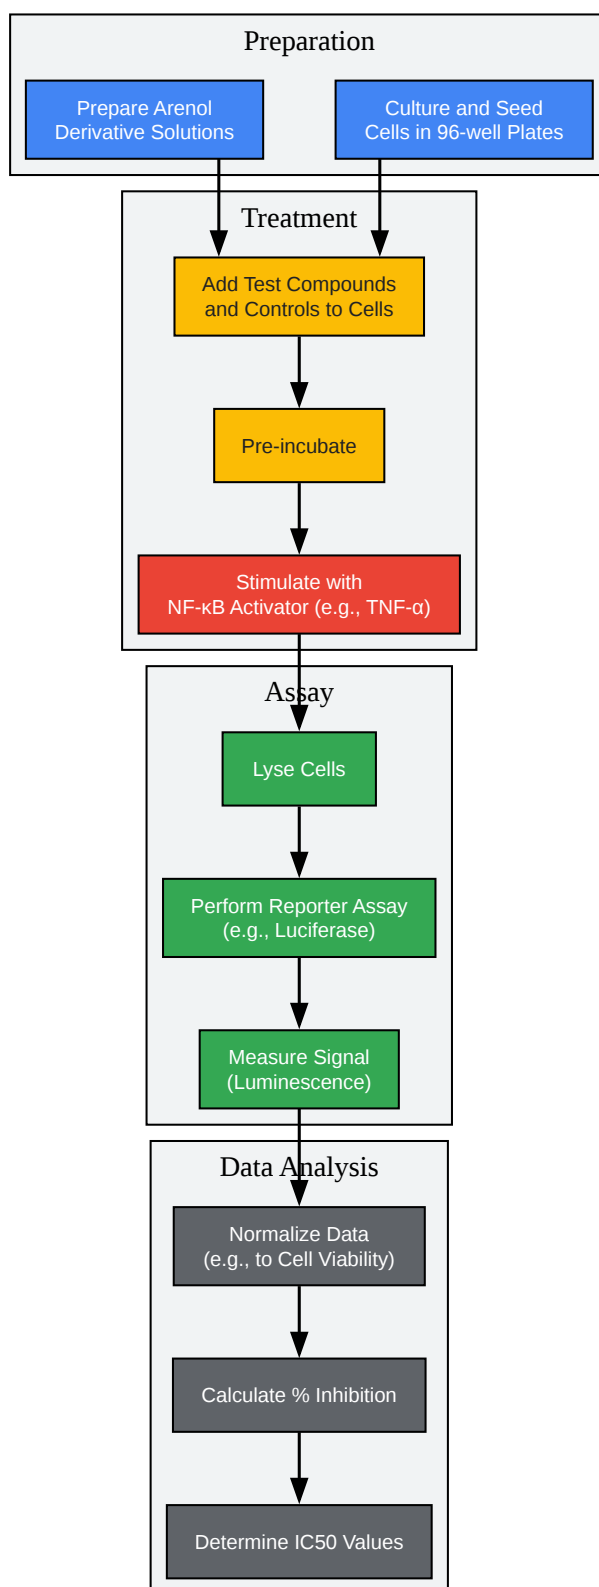 Preparation
Prepare Arenol
Derivative Solutions
Culture and Seed
Cells in 96-well Plates
Treatment
Add Test Compounds
and Controls to Cells
Pre-incubate
Stimulate with
NF-κB Activator (e.g., TNF-α)
Assay
Lyse Cells
Perform Reporter Assay
(e.g., Luciferase)
Measure Signal
(Luminescence)
Data Analysis
Normalize Data
(e.g., to Cell Viability)
Calculate % Inhibition
Determine IC50 Values